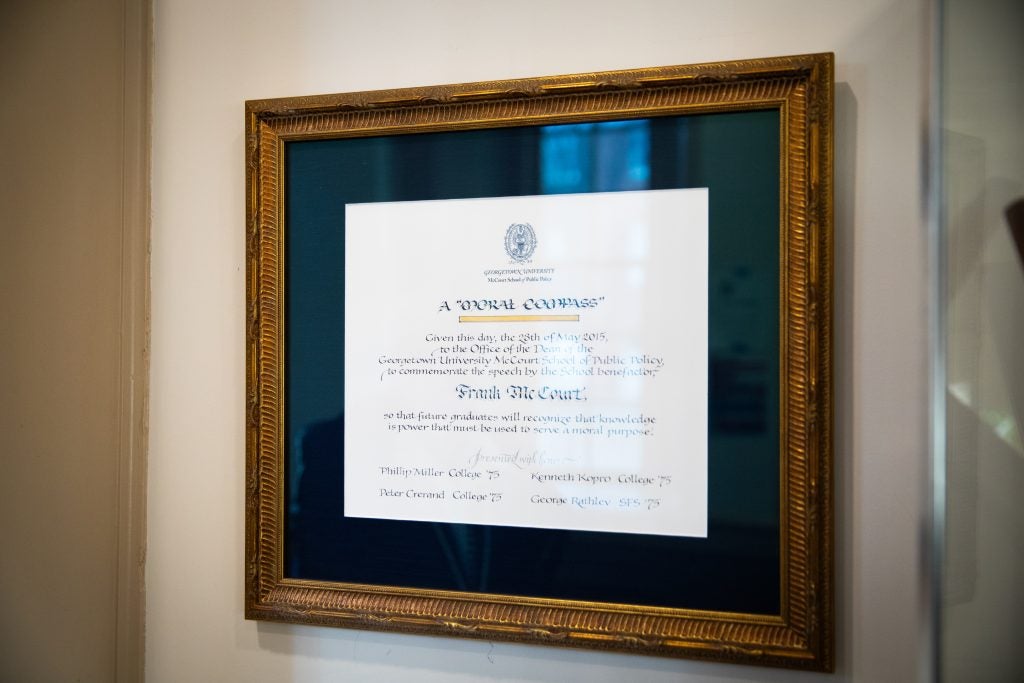 GEORGETOWN UNIVERSITY
McCourt School of Public Policy
A "MORAL COMPASS"
Given this day, the 28th of May 2015,
to the Office of the Dean of the
Georgetown University McCourt School of Public Policy,
to commemorate the speech by the School benefactor,
Frank McCourt,
so that future graduates will recognize that knowledge
is power that must be used to serve a moral purpose.
Presented with
Phillip Miller College '75 Kenneth Kopro College '75
Peter Crerand College '75 George Rathlev SFS '75